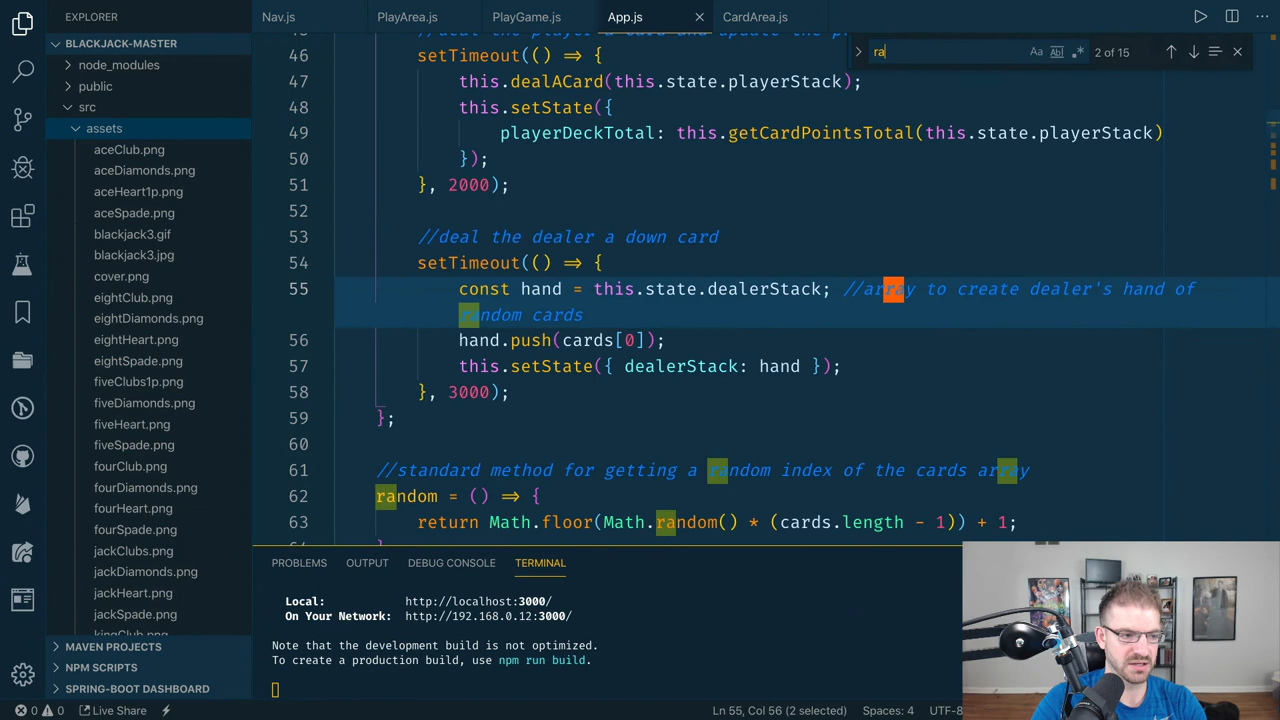 EXPLORER
Nav.js
PlayArea.js
PlayGame.js
App.js
CardArea.js
BLACKJACK-MASTER
node_modules
public
src
assets
aceClub.png
aceDiamonds.png
aceHeart1p.png
aceSpade.png
blackjack3.gif
blackjack3.jpg
cover.png
eightClub.png
eightDiamonds.png
eightHeart.png
eightSpade.png
fiveClubs1p.png
fiveDiamonds.png
fiveHeart.png
fiveSpade.png
fourClub.png
fourDiamonds.png
fourHeart.png
fourSpade.png
jackClubs.png
jackDiamonds.png
jackHeart.png
jackSpade.png
MAVEN PROJECTS
NPM SCRIPTS
SPRING-BOOT DASHBOARD
ra
Aa Abl .* 2 of 15
46 setTimeout(() => {
47 this.dealACard(this.state.playerStack);
48 this.setState({
49 playerDeckTotal: this.getCardPointsTotal(this.state.playerStack)
50 });
51 }, 2000);
52
53 //deal the dealer a down card
54 setTimeout(() => {
55 const hand = this.state.dealerStack; //array to create dealer's hand of
random cards
56 hand.push(cards[0]);
57 this.setState({ dealerStack: hand });
58 }, 3000);
59 };
60
61 //standard method for getting a random index of the cards array
62 random = () => {
63 return Math.floor(Math.random() * (cards.length - 1)) + 1;
PROBLEMS OUTPUT DEBUG CONSOLE TERMINAL
Local: http://localhost:3000/
On Your Network: http://192.168.0.12:3000/
Note that the development build is not optimized.
To create a production build, use npm run build.
0 0 Live Share
Ln 55, Col 56 (2 selected) Spaces: 4 UTF-8